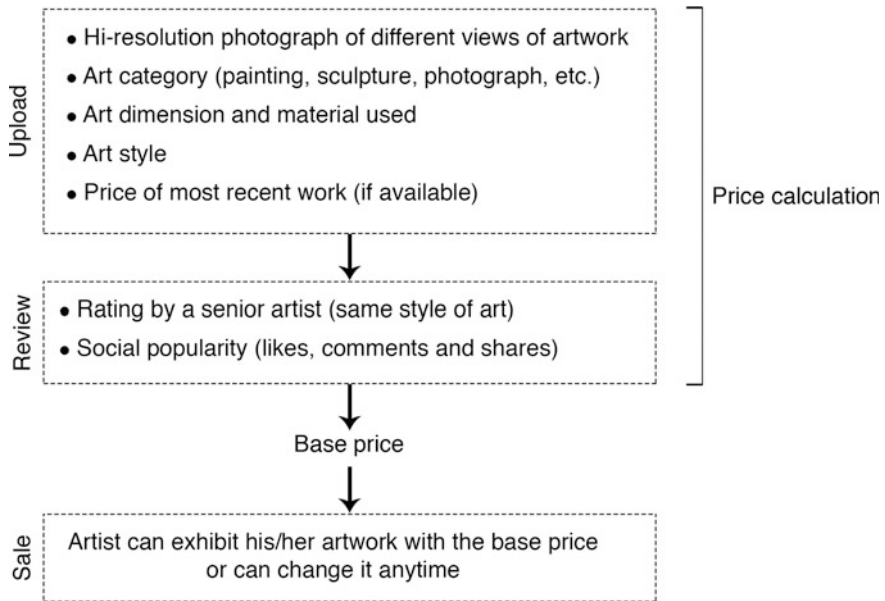 Upload
• Hi-resolution photograph of different views of artwork
• Art category (painting, sculpture, photograph, etc.)
• Art dimension and material used
• Art style
• Price of most recent work (if available)
Price calculation
Review
• Rating by a senior artist (same style of art)
• Social popularity (likes, comments and shares)
Base price
Sale
Artist can exhibit his/her artwork with the base price
or can change it anytime